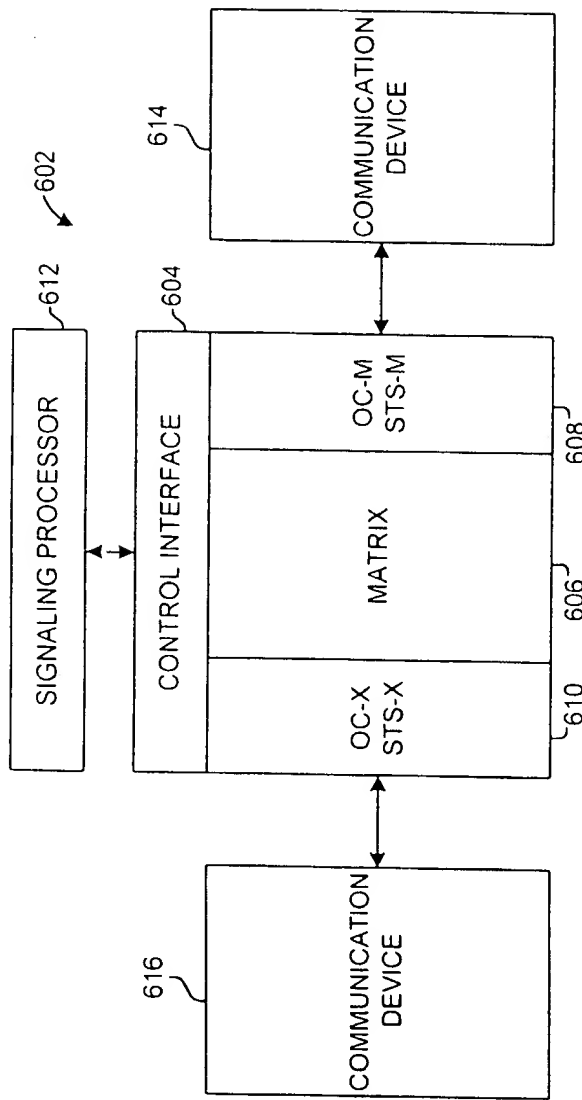 602
SIGNALING PROCESSOR
612
CONTROL INTERFACE
604
616
COMMUNICATION
DEVICE
OC-X
STS-X
MATRIX
OC-M
STS-M
614
COMMUNICATION
DEVICE
610
606
608